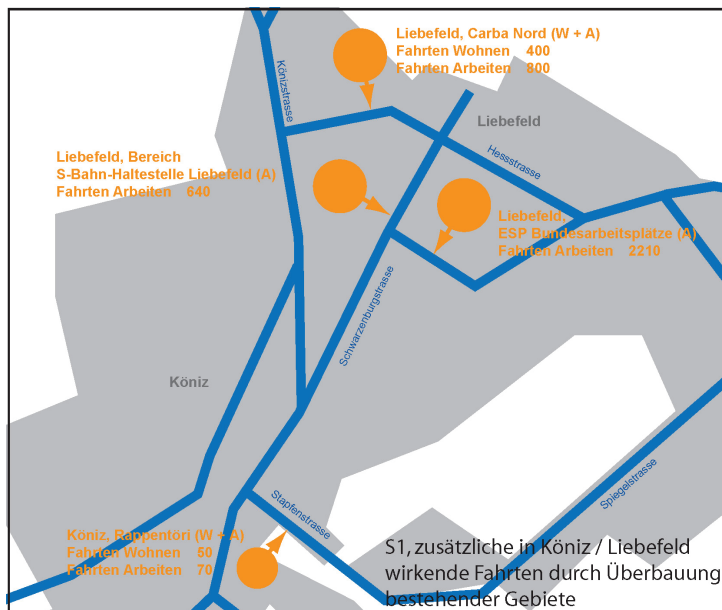 Liebefeld, Carba Nord (W + A)
Fahrten Wohnen 400
Fahrten Arbeiten 800
Könizstrasse
Liebefeld
Hessstrasse
Liebefeld, Bereich
S-Bahn-Haltestelle Liebefeld (A)
Fahrten Arbeiten 640
Liebefeld,
ESP Bundesarbeitsplätze (A)
Fahrten Arbeiten 2210
Schwarzenburgstrasse
Köniz
Spiegelstrasse
Stapfenstrasse
Köniz, Rappentöri (W + A)
Fahrten Wohnen 50
Fahrten Arbeiten 70
S1, zusätzliche in Köniz / Liebefeld
wirkende Fahrten durch Überbauung
bestehender Gebiete